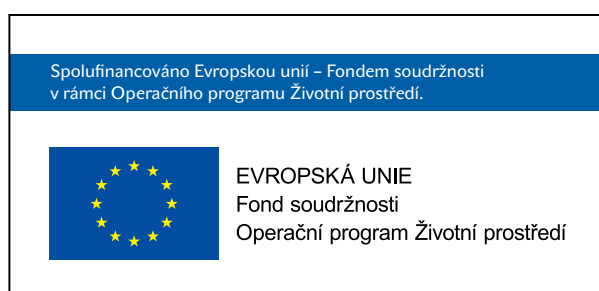 Spolufinancováno Evropskou unií – Fondem soudržnosti
v rámci Operačního programu Životní prostředí.
EVROPSKÁ UNIE
Fond soudržnosti
Operační program Životní prostředí